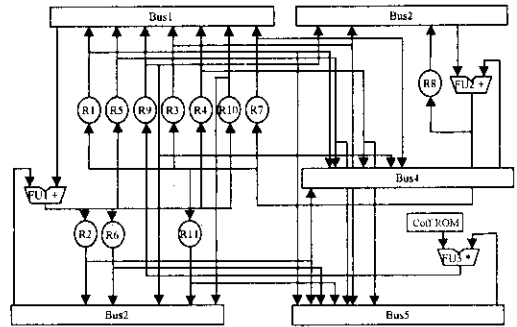 Bus1 Bus2
R1 R5 R9 R3 R4 R10 R7 R8 FU2 +
Bus4
FU1 +
Coff ROM
R2 R6 R11 FU3 *
Bus2 Bus5